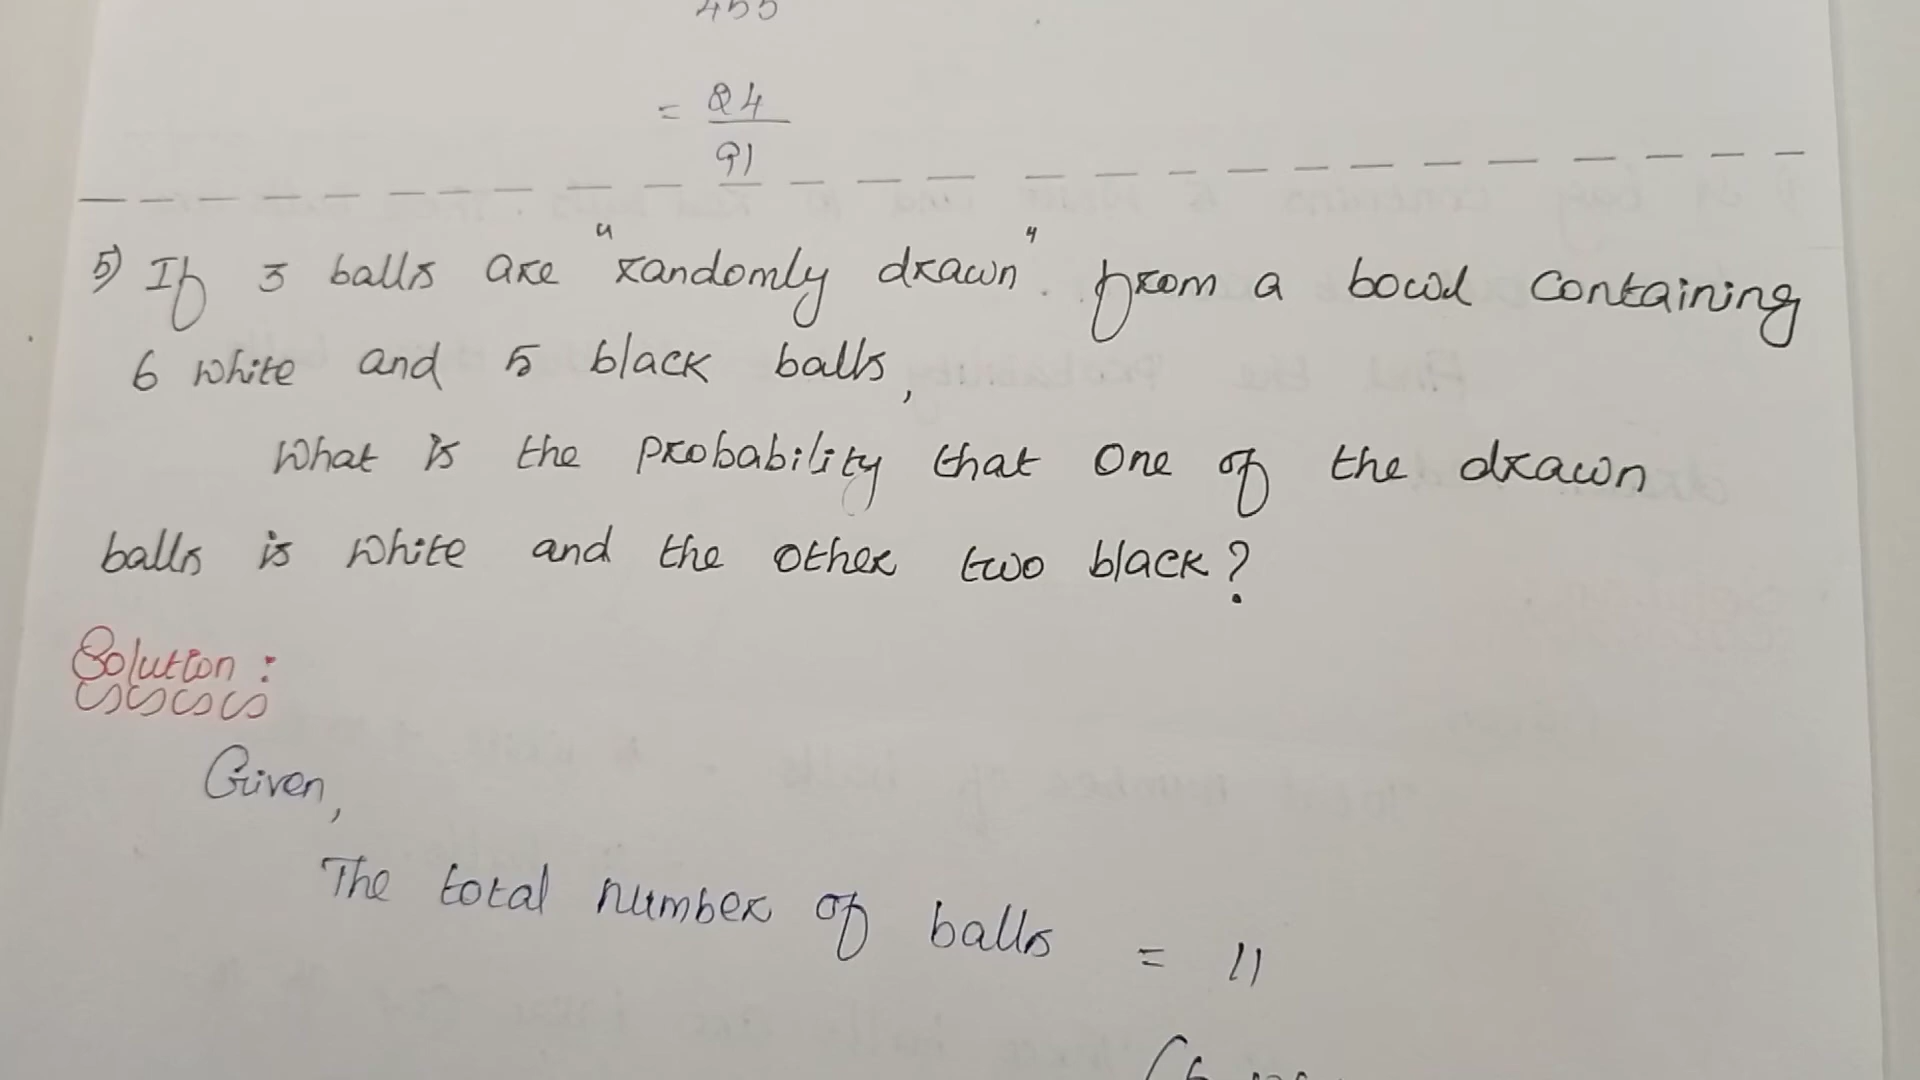 455
= 24
91
5) If 3 balls are "randomly drawn". from a bowl containing
6 white and 5 black balls,
What is the probability that one of the drawn
balls is white and the other two black?
Solution:
Given,
The total number of balls = 11